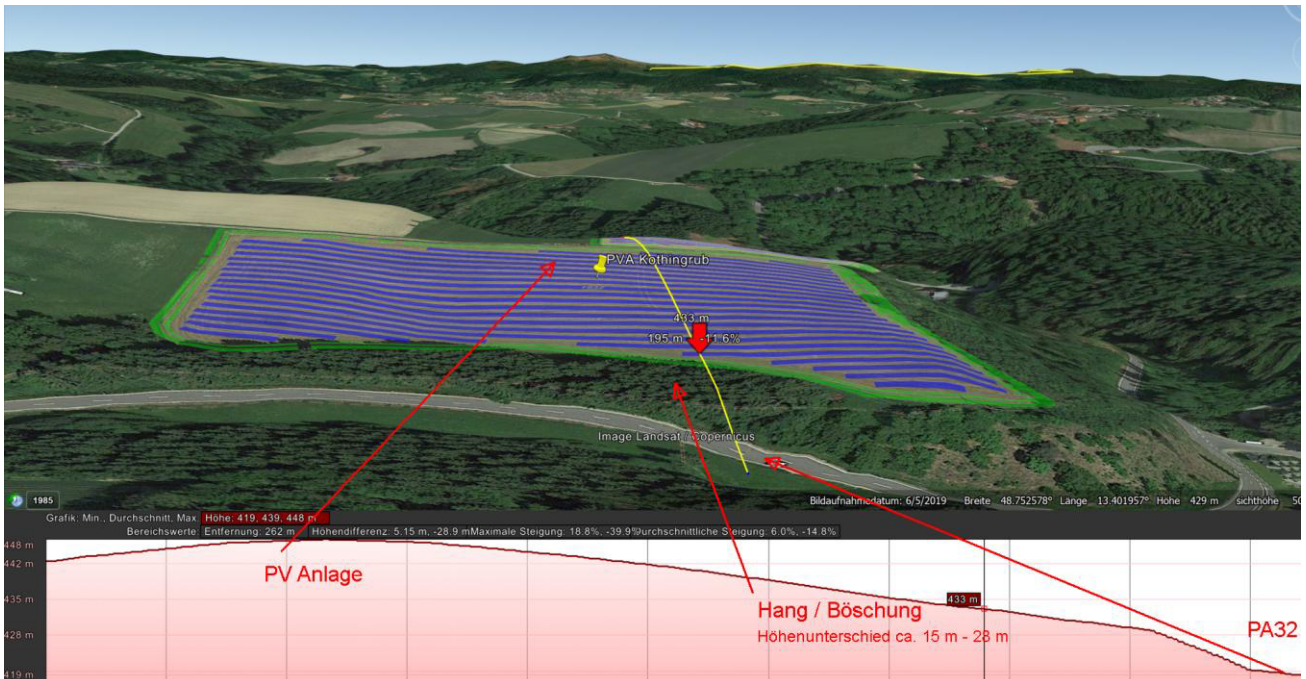 PVA Kothingrub
433 m
195 m -11.6%
Image Landsat / Copernicus
1985
Bildaufnahmedatum: 6/5/2019 Breite 48.752578° Länge 13.401957° Höhe 429 m sichthöhe 50
Grafik: Min., Durchschnitt, Max. Höhe: 419, 439, 448 m
Bereichswerte: Entfernung: 262 m Höhendifferenz: 5.15 m, -28.9 m Maximale Steigung: 18.8%, -39.9% Durchschnittliche Steigung: 6.0%, -14.8%
448 m
442 m
435 m
428 m
419 m
PV Anlage
433 m
Hang / Böschung
Höhenunterschied ca. 15 m - 28 m
PA32